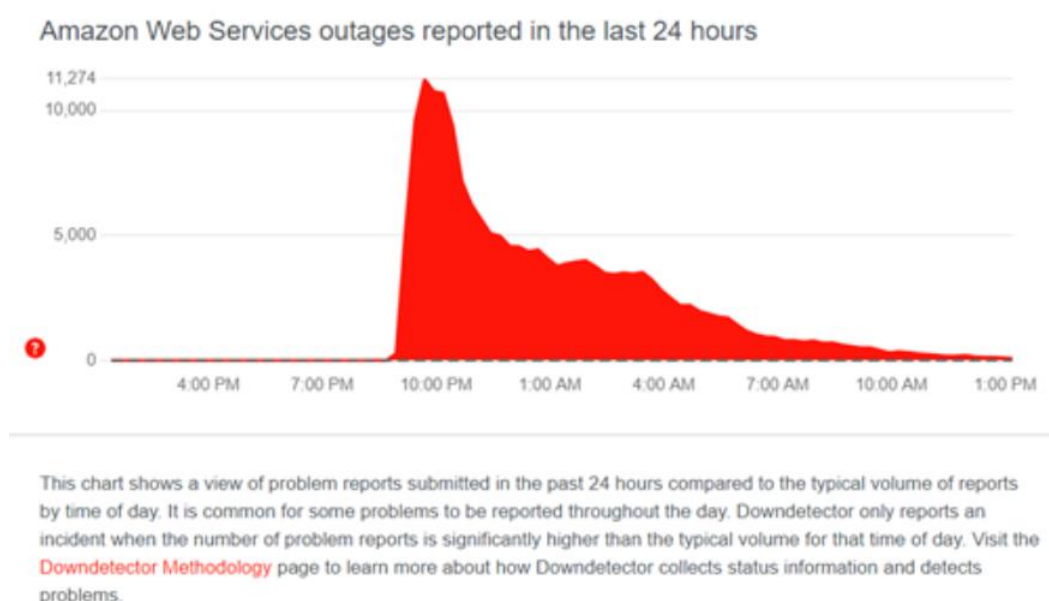 Amazon Web Services outages reported in the last 24 hours
11,274
10,000
5,000
?
0
4:00 PM 7:00 PM 10:00 PM 1:00 AM 4:00 AM 7:00 AM 10:00 AM 1:00 PM
This chart shows a view of problem reports submitted in the past 24 hours compared to the typical volume of reports
by time of day. It is common for some problems to be reported throughout the day. Downdetector only reports an
incident when the number of problem reports is significantly higher than the typical volume for that time of day. Visit the
Downdetector Methodology page to learn more about how Downdetector collects status information and detects
problems.